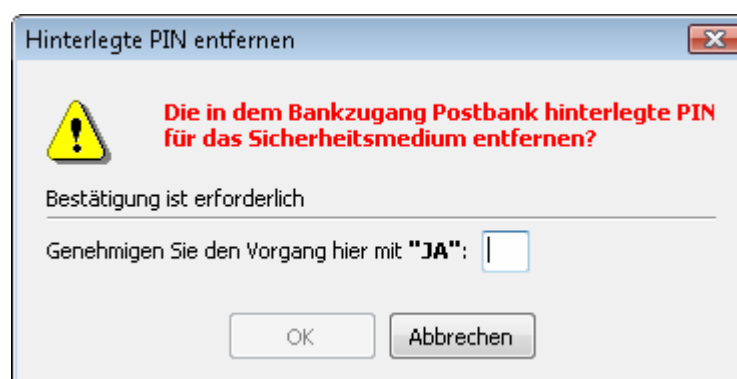 Hinterlegte PIN entfernen
Die in dem Bankzugang Postbank hinterlegte PIN
für das Sicherheitsmedium entfernen?
Bestätigung ist erforderlich
Genehmigen Sie den Vorgang hier mit "JA":
OK
Abbrechen